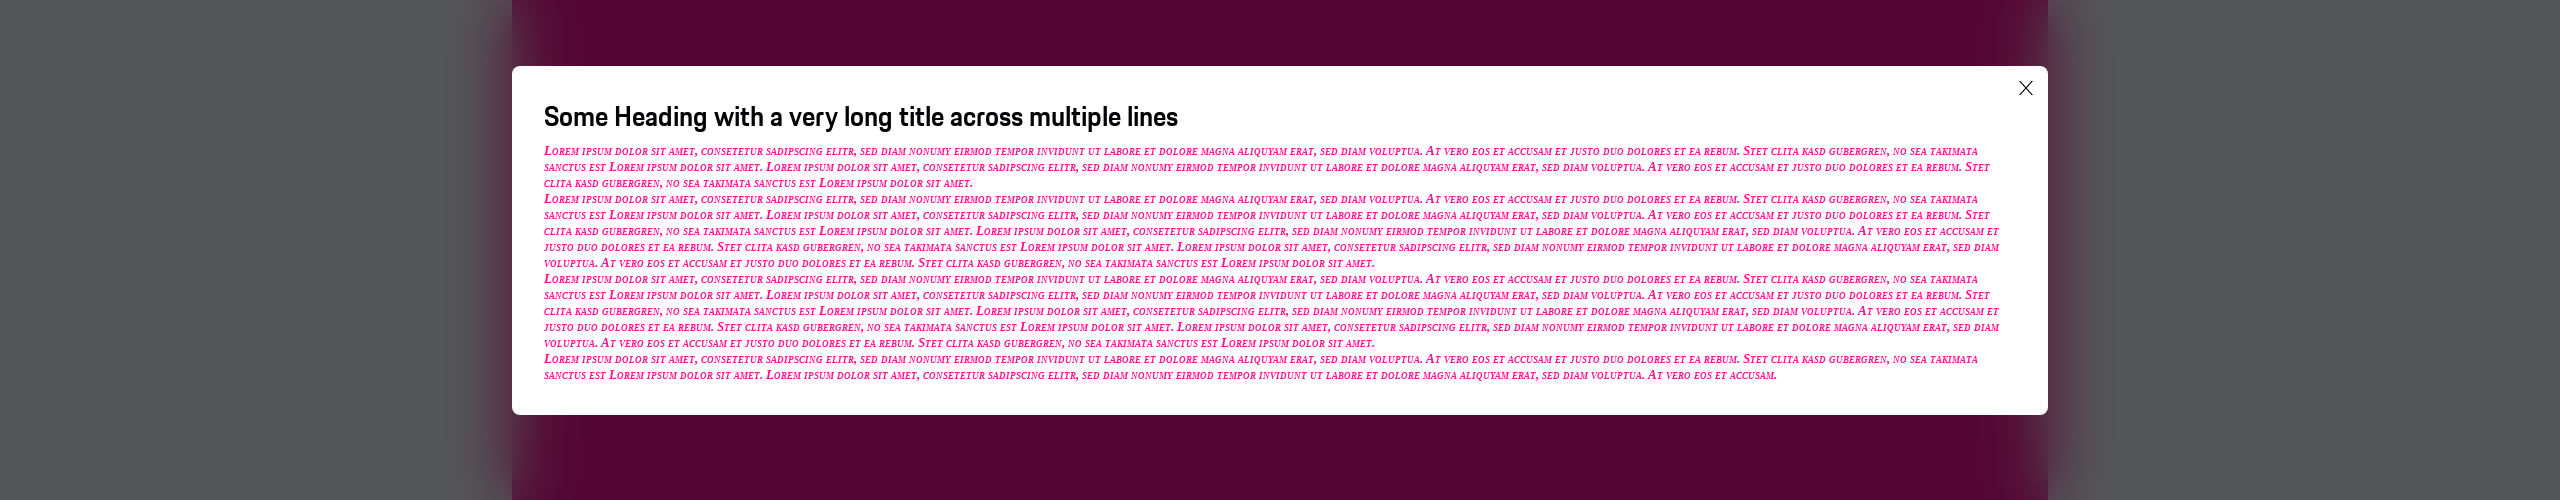 Some Heading with a very long title across multiple lines
Lorem ipsum dolor sit amet, consetetur sadipscing elitr, sed diam nonumy eirmod tempor invidunt ut labore et dolore magna aliquyam erat, sed diam voluptua. At vero eos et accusam et justo duo dolores et ea rebum. Stet clita kasd gubergren, no sea takimata
sanctus est Lorem ipsum dolor sit amet. Lorem ipsum dolor sit amet, consetetur sadipscing elitr, sed diam nonumy eirmod tempor invidunt ut labore et dolore magna aliquyam erat, sed diam voluptua. At vero eos et accusam et justo duo dolores et ea rebum. Stet
clita kasd gubergren, no sea takimata sanctus est Lorem ipsum dolor sit amet.
Lorem ipsum dolor sit amet, consetetur sadipscing elitr, sed diam nonumy eirmod tempor invidunt ut labore et dolore magna aliquyam erat, sed diam voluptua. At vero eos et accusam et justo duo dolores et ea rebum. Stet clita kasd gubergren, no sea takimata
sanctus est Lorem ipsum dolor sit amet. Lorem ipsum dolor sit amet, consetetur sadipscing elitr, sed diam nonumy eirmod tempor invidunt ut labore et dolore magna aliquyam erat, sed diam voluptua. At vero eos et accusam et justo duo dolores et ea rebum. Stet
clita kasd gubergren, no sea takimata sanctus est Lorem ipsum dolor sit amet. Lorem ipsum dolor sit amet, consetetur sadipscing elitr, sed diam nonumy eirmod tempor invidunt ut labore et dolore magna aliquyam erat, sed diam voluptua. At vero eos et accusam et
justo duo dolores et ea rebum. Stet clita kasd gubergren, no sea takimata sanctus est Lorem ipsum dolor sit amet. Lorem ipsum dolor sit amet, consetetur sadipscing elitr, sed diam nonumy eirmod tempor invidunt ut labore et dolore magna aliquyam erat, sed diam
voluptua. At vero eos et accusam et justo duo dolores et ea rebum. Stet clita kasd gubergren, no sea takimata sanctus est Lorem ipsum dolor sit amet.
Lorem ipsum dolor sit amet, consetetur sadipscing elitr, sed diam nonumy eirmod tempor invidunt ut labore et dolore magna aliquyam erat, sed diam voluptua. At vero eos et accusam et justo duo dolores et ea rebum. Stet clita kasd gubergren, no sea takimata
sanctus est Lorem ipsum dolor sit amet. Lorem ipsum dolor sit amet, consetetur sadipscing elitr, sed diam nonumy eirmod tempor invidunt ut labore et dolore magna aliquyam erat, sed diam voluptua. At vero eos et accusam et justo duo dolores et ea rebum. Stet
clita kasd gubergren, no sea takimata sanctus est Lorem ipsum dolor sit amet. Lorem ipsum dolor sit amet, consetetur sadipscing elitr, sed diam nonumy eirmod tempor invidunt ut labore et dolore magna aliquyam erat, sed diam voluptua. At vero eos et accusam et
justo duo dolores et ea rebum. Stet clita kasd gubergren, no sea takimata sanctus est Lorem ipsum dolor sit amet. Lorem ipsum dolor sit amet, consetetur sadipscing elitr, sed diam nonumy eirmod tempor invidunt ut labore et dolore magna aliquyam erat, sed diam
voluptua. At vero eos et accusam et justo duo dolores et ea rebum. Stet clita kasd gubergren, no sea takimata sanctus est Lorem ipsum dolor sit amet.
Lorem ipsum dolor sit amet, consetetur sadipscing elitr, sed diam nonumy eirmod tempor invidunt ut labore et dolore magna aliquyam erat, sed diam voluptua. At vero eos et accusam et justo duo dolores et ea rebum. Stet clita kasd gubergren, no sea takimata
sanctus est Lorem ipsum dolor sit amet. Lorem ipsum dolor sit amet, consetetur sadipscing elitr, sed diam nonumy eirmod tempor invidunt ut labore et dolore magna aliquyam erat, sed diam voluptua. At vero eos et accusam.